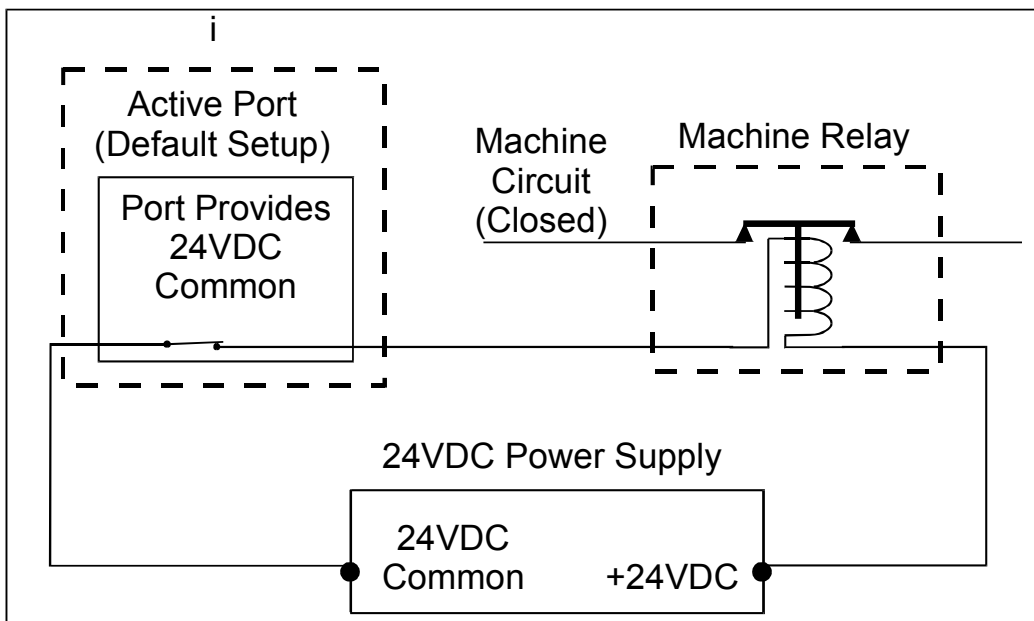 i
Active Port
(Default Setup)
Port Provides
24VDC
Common
Machine
Circuit
(Closed)
Machine Relay
24VDC Power Supply
24VDC
Common
+24VDC